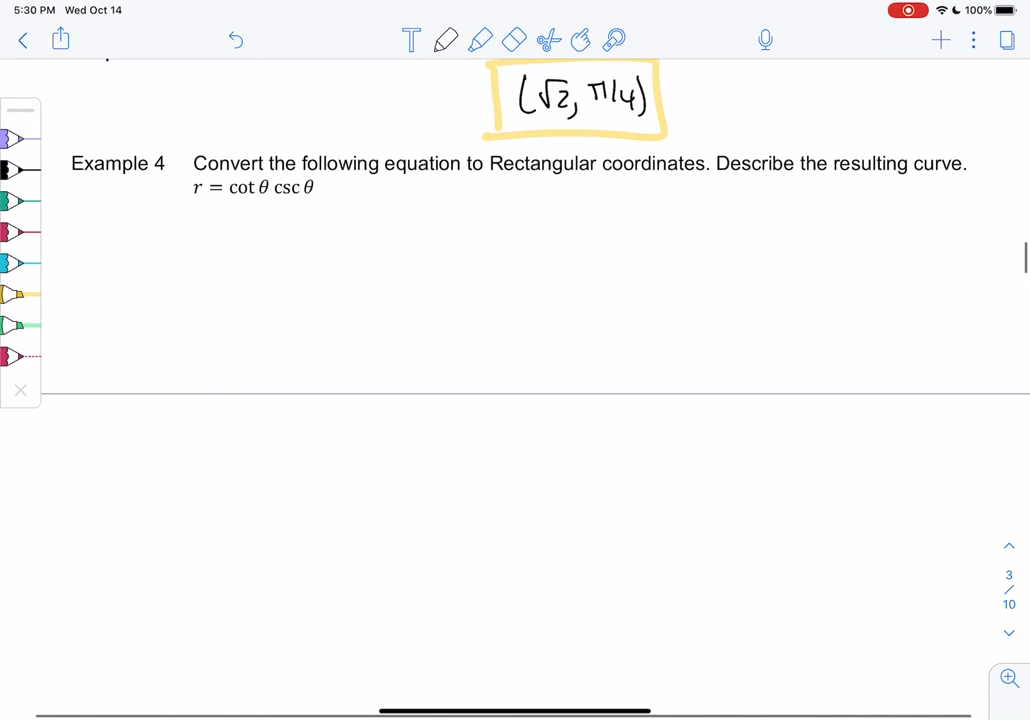 5:30 PM Wed Oct 14
100%
T
(√2, π/4)
Example 4 Convert the following equation to Rectangular coordinates. Describe the resulting curve.
r = cot θ csc θ
3
/
10